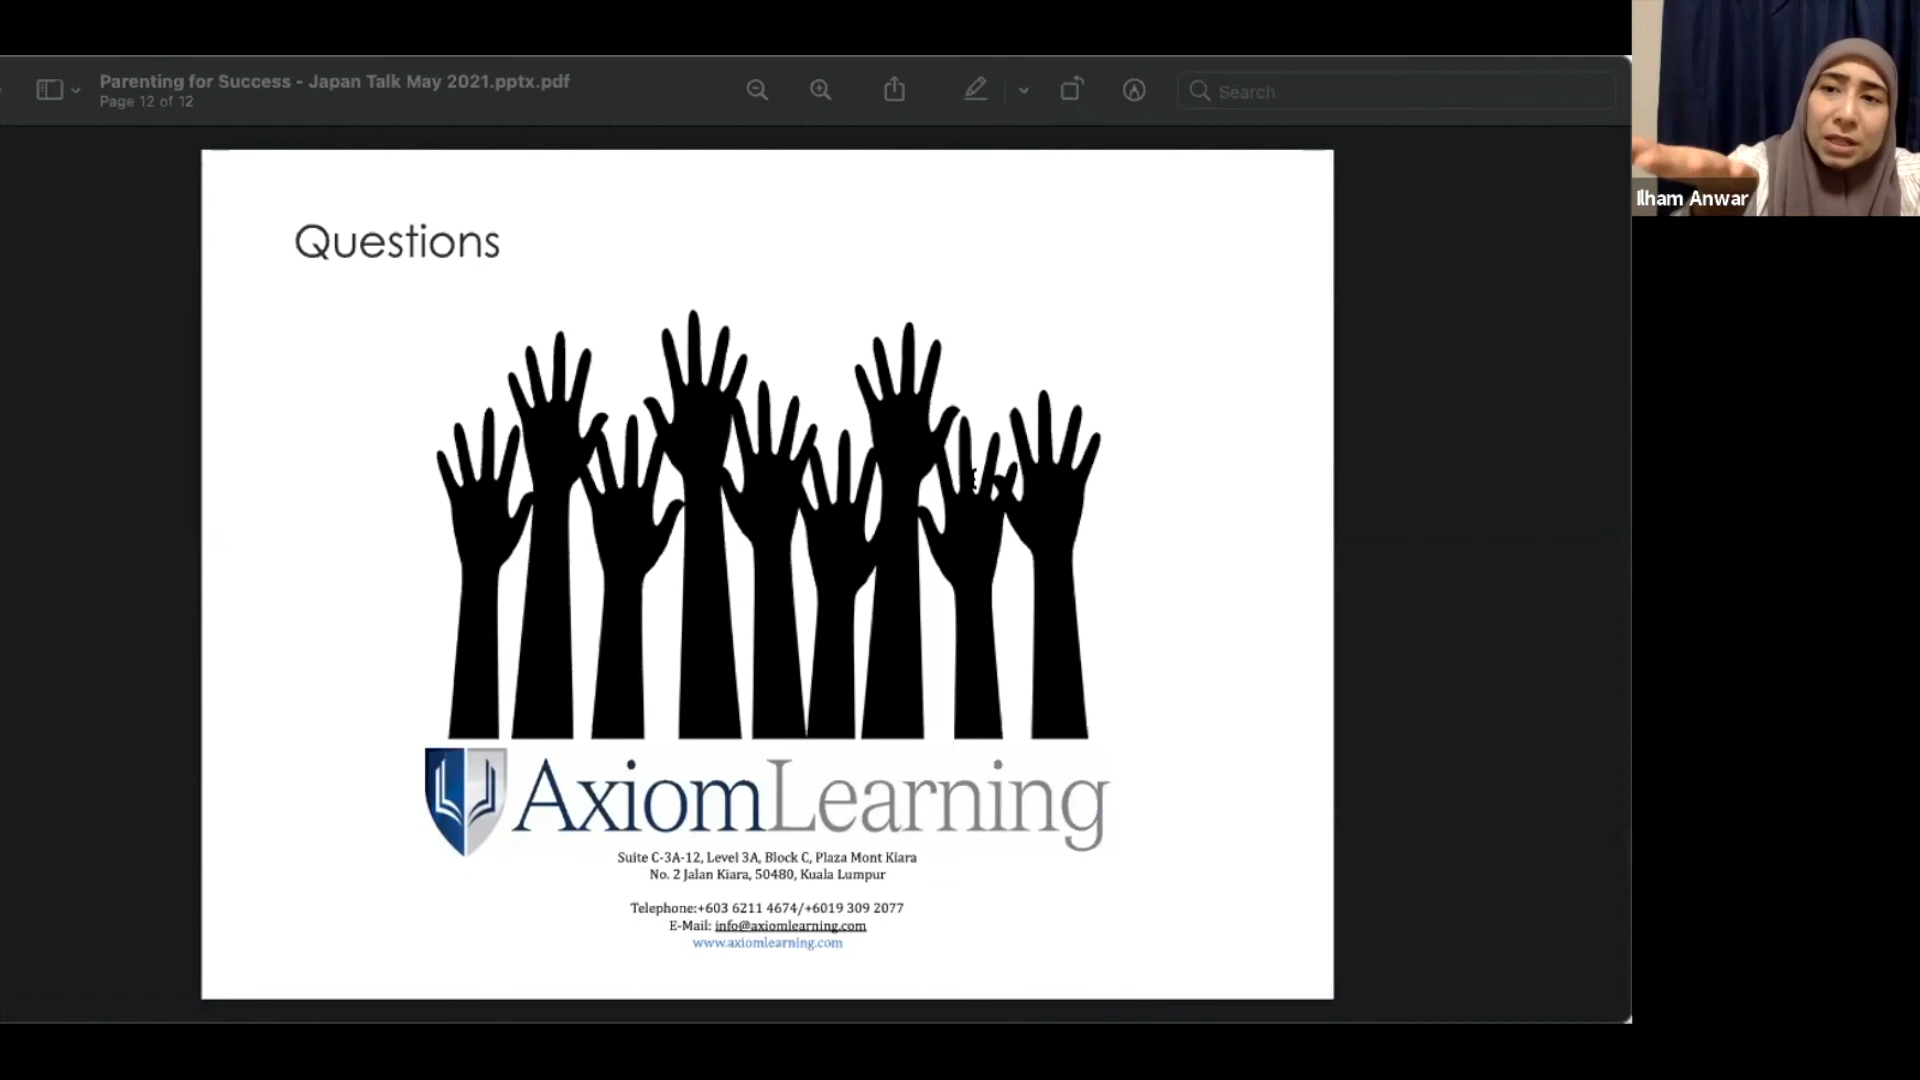 Parenting for Success - Japan Talk May 2021.pptx.pdf
Page 12 of 12
Search
Ilham Anwar
Questions
AxiomLearning
Suite C-3A-12, Level 3A, Block C, Plaza Mont Kiara
No. 2 Jalan Kiara, 50480, Kuala Lumpur
Telephone:+603 6211 4674/+6019 309 2077
E-Mail: info@axiomlearning.com
www.axiomlearning.com